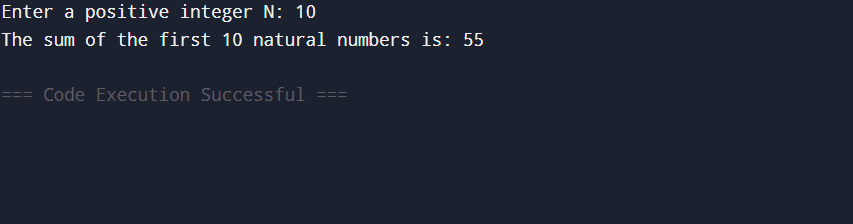 Enter a positive integer N: 10
The sum of the first 10 natural numbers is: 55
=== Code Execution Successful ===